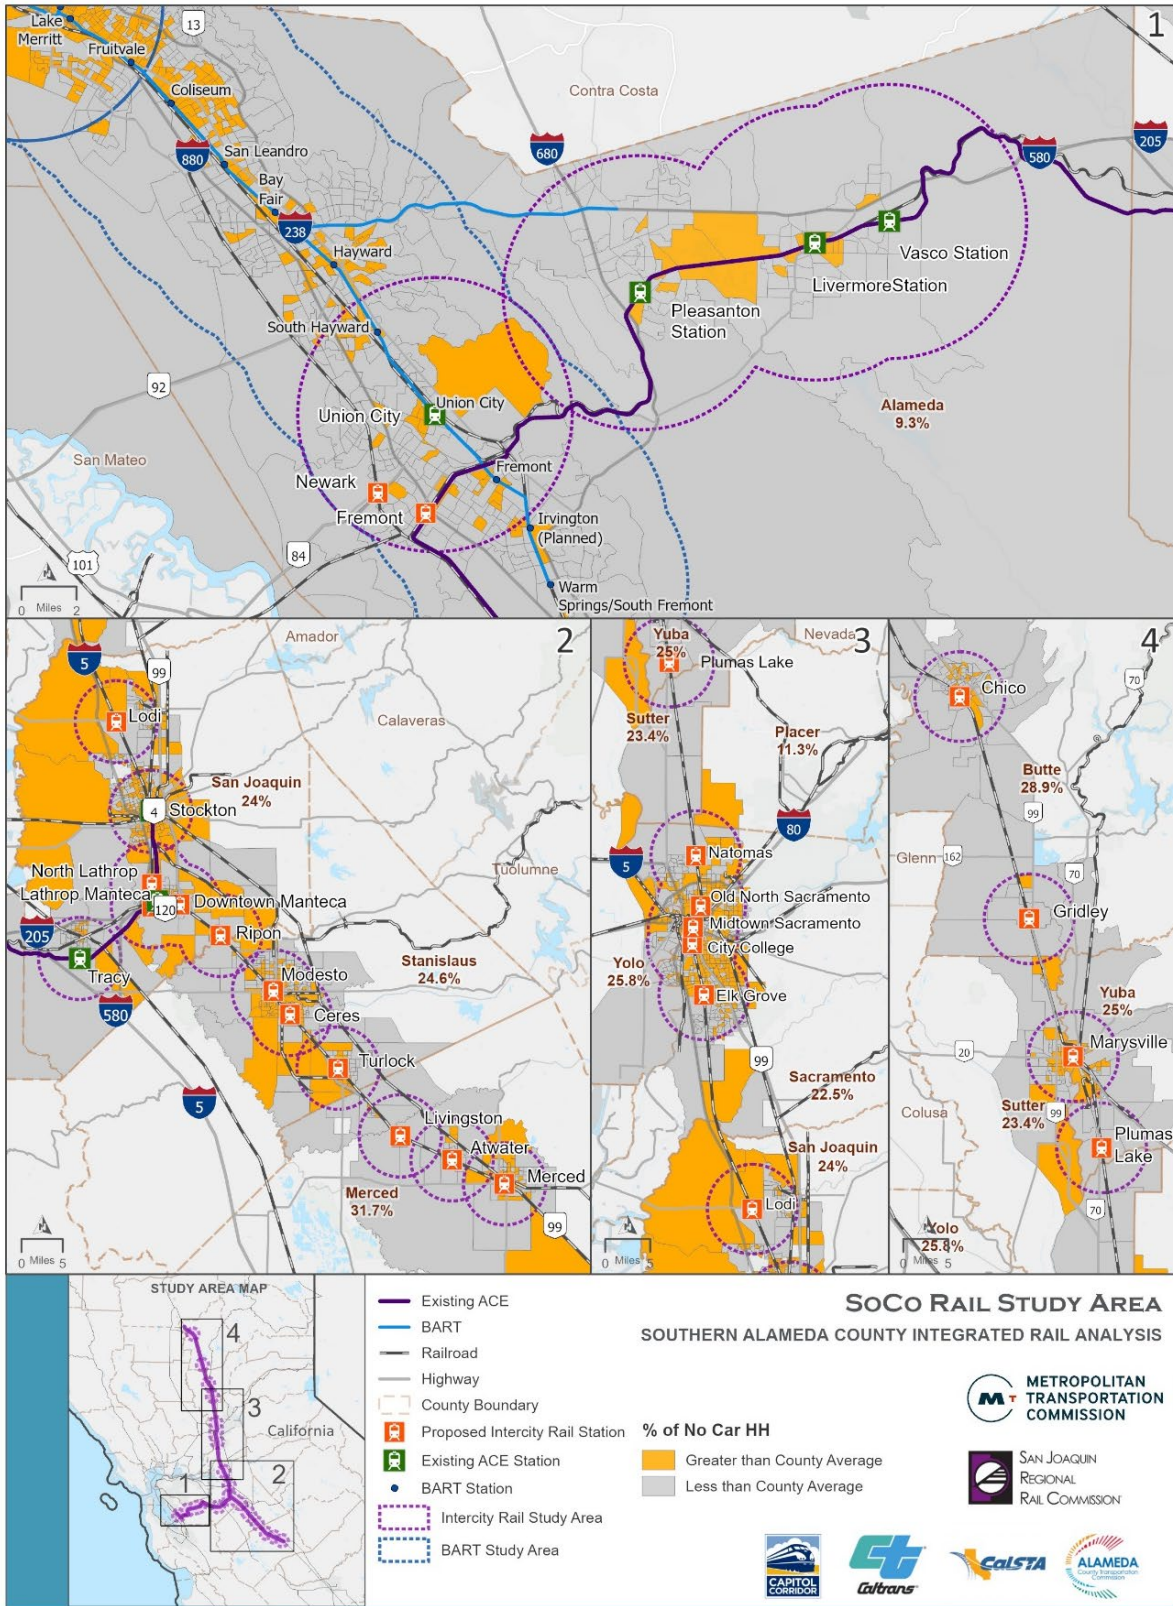 1
Lake
Merritt
13
Fruitvale
Coliseum
Contra Costa
880
San Leandro
680
580
205
Bay
Fair
238
Hayward
Vasco Station
LivermoreStation
Pleasanton
Station
South Hayward
92
Union City
Union City
Alameda
9.3%
San Mateo
Newark
Fremont
Fremont
Irvington
(Planned)
84
101
Warm
Springs/South Fremont
0 Miles 2
2
5
99
Amador
Lodi
Calaveras
San Joaquin
24%
4
Stockton
Tuolumne
North Lathrop
Lathrop Manteca
120
Downtown Manteca
205
Ripon
Tracy
Stanislaus
24.6%
Modesto
580
Ceres
Turlock
5
Livingston
Atwater
Merced
Merced
31.7%
99
0 Miles 5
3
Yuba
25%
Nevada
Plumas Lake
Sutter
23.4%
Placer
11.3%
80
5
Natomas
Old North Sacramento
Midtown Sacramento
City College
Yolo
25.8%
Elk Grove
99
Sacramento
22.5%
San Joaquin
24%
Lodi
0 Miles 5
4
70
Chico
Butte
28.9%
99
Glenn
162
70
Gridley
Yuba
25%
Marysville
20
Colusa
Sutter
23.4%
99
Plumas
Lake
70
Yolo
25.8%
0 Miles 5
STUDY AREA MAP
4
3
California
2
1
Existing ACE
BART
Railroad
Highway
County Boundary
Proposed Intercity Rail Station
Existing ACE Station
BART Station
Intercity Rail Study Area
BART Study Area
% of No Car HH
Greater than County Average
Less than County Average
SoCo Rail Study Area
SOUTHERN ALAMEDA COUNTY INTEGRATED RAIL ANALYSIS
M T
METROPOLITAN
TRANSPORTATION
COMMISSION
San Joaquin
Regional
Rail Commission
CAPITOL
CORRIDOR
Ct
Caltrans
CALSTA
ALAMEDA
County Transportation
Commission